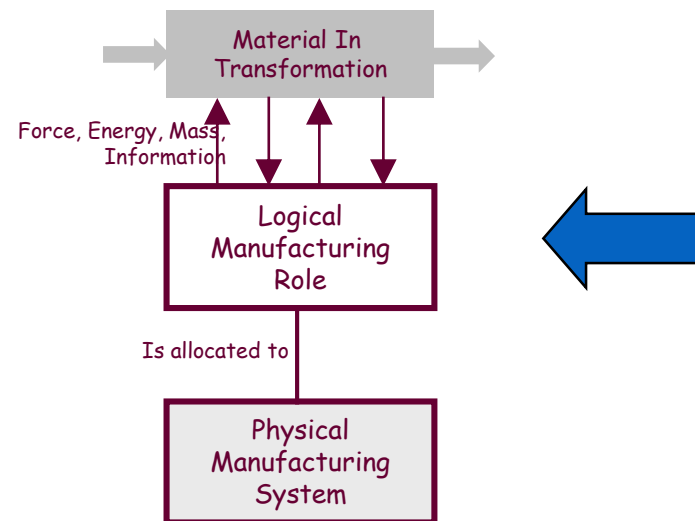 Material In
Transformation
Force, Energy, Mass,
Information
Logical
Manufacturing
Role
Is allocated to
Physical
Manufacturing
System